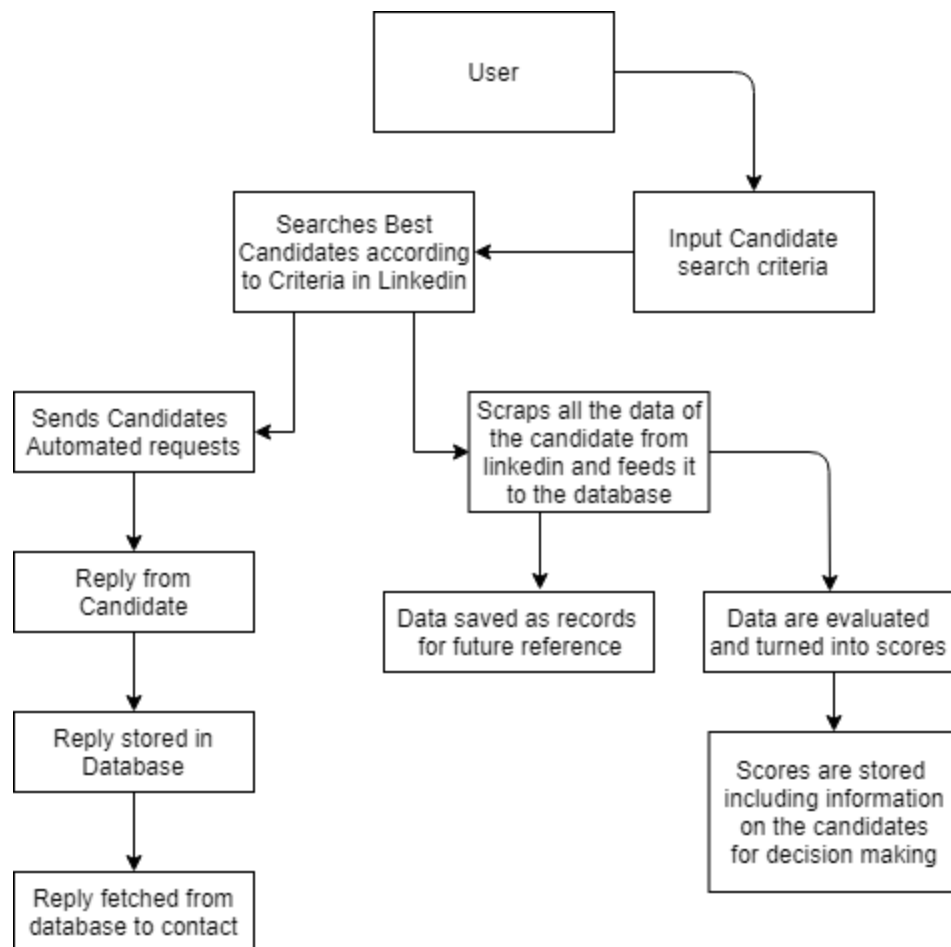 User
Input Candidate
search criteria
Searches Best
Candidates according
to Criteria in Linkedin
Sends Candidates
Automated requests
Scraps all the data of
the candidate from
linkedin and feeds it
to the database
Reply from
Candidate
Data saved as records
for future reference
Data are evaluated
and turned into scores
Reply stored in
Database
Scores are stored
including information
on the candidates
for decision making
Reply fetched from
database to contact